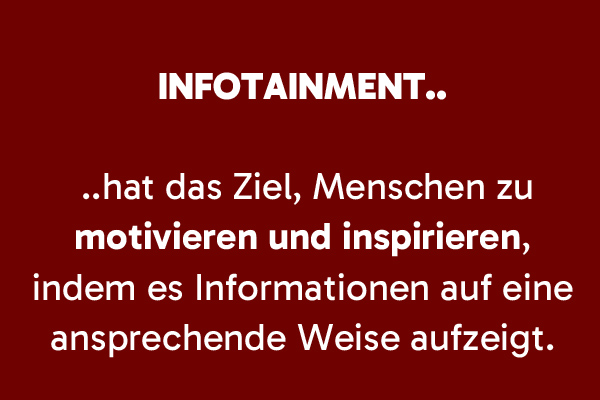 INFOTAINMENT..
..hat das Ziel, Menschen zu
motivieren und inspirieren,
indem es Informationen auf eine
ansprechende Weise aufzeigt.